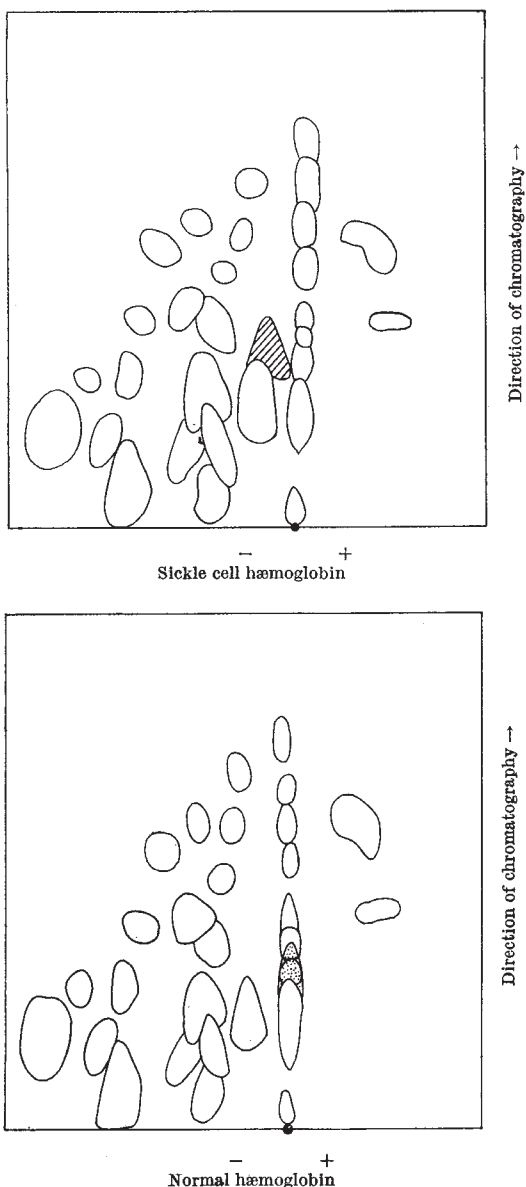 Direction of chromatography →
− +
Sickle cell hæmoglobin
Direction of chromatography →
− +
Normal hæmoglobin